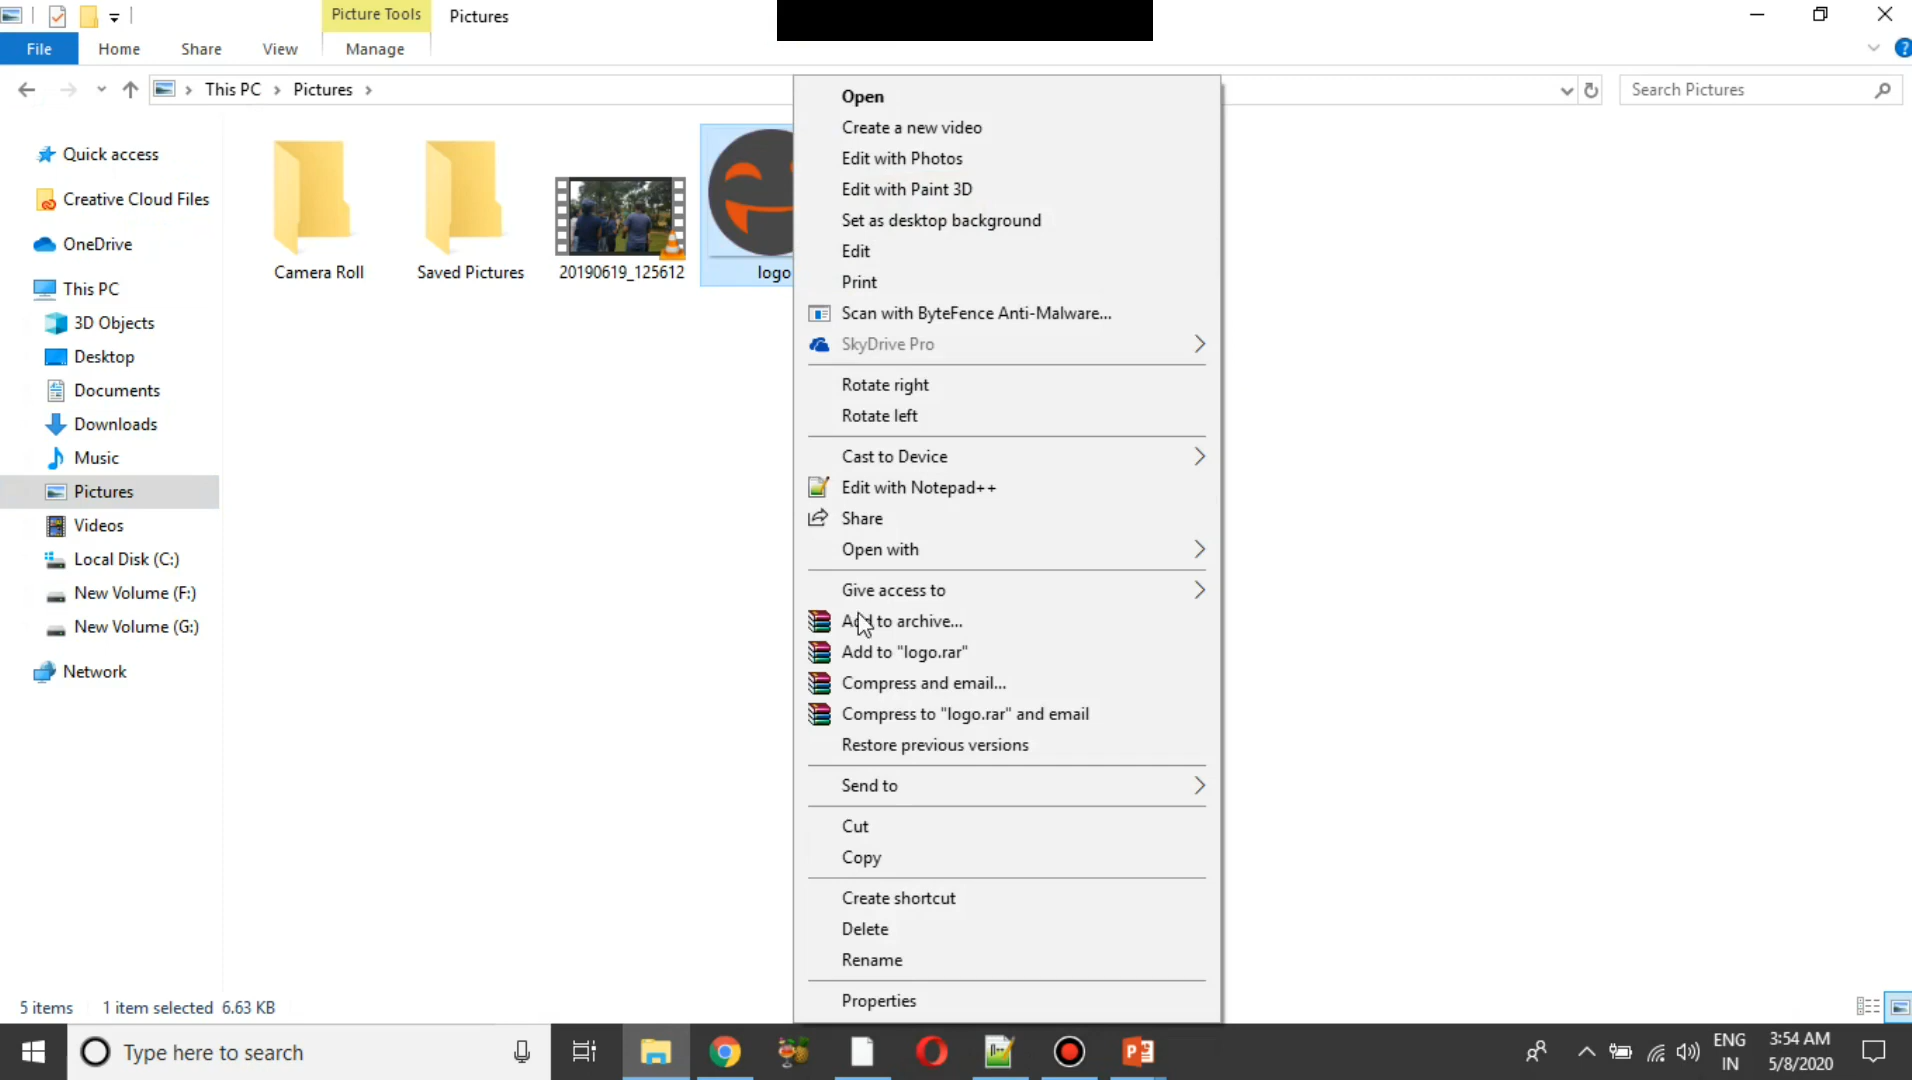 Picture Tools
Pictures
File
Home
Share
View
Manage
This PC
Pictures
Search Pictures
Quick access
Creative Cloud Files
OneDrive
This PC
3D Objects
Desktop
Documents
Downloads
Music
Pictures
Videos
Local Disk (C:)
New Volume (F:)
New Volume (G:)
Network
Camera Roll
Saved Pictures
20190619_125612
logo
Open
Create a new video
Edit with Photos
Edit with Paint 3D
Set as desktop background
Edit
Print
Scan with ByteFence Anti-Malware...
SkyDrive Pro
Rotate right
Rotate left
Cast to Device
Edit with Notepad++
Share
Open with
Give access to
Add to archive...
Add to "logo.rar"
Compress and email...
Compress to "logo.rar" and email
Restore previous versions
Send to
Cut
Copy
Create shortcut
Delete
Rename
Properties
5 items
1 item selected 6.63 KB
Type here to search
ENG
IN
3:54 AM
5/8/2020